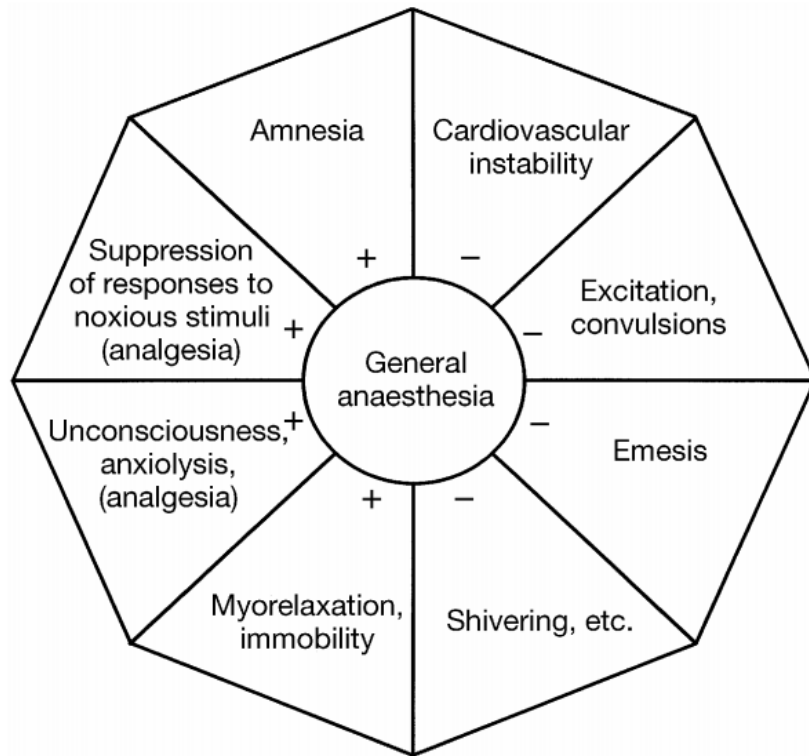 Amnesia
Cardiovascular
instability
Suppression
of responses to
noxious stimuli
(analgesia)
Excitation,
convulsions
General
anaesthesia
Unconsciousness,
anxiolysis,
(analgesia)
Emesis
Myorelaxation,
immobility
Shivering, etc.
+
−
+
−
+
−
+
−